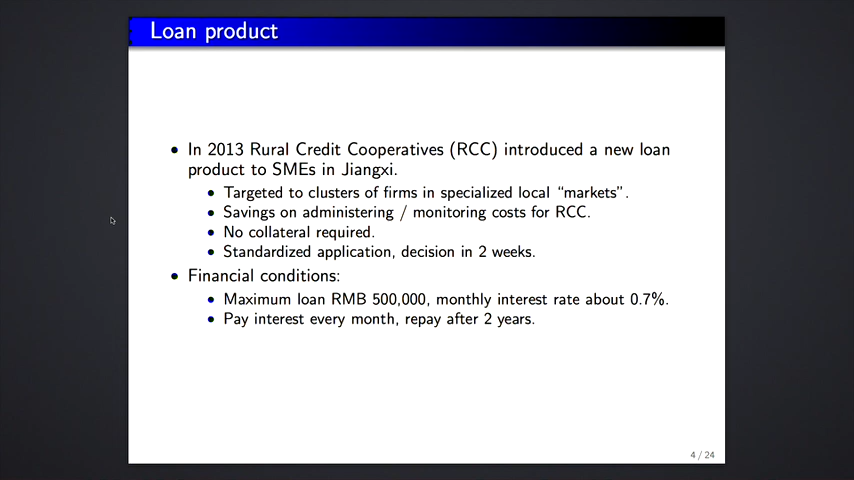 Loan product
• In 2013 Rural Credit Cooperatives (RCC) introduced a new loan
product to SMEs in Jiangxi.
• Targeted to clusters of firms in specialized local “markets”.
• Savings on administering / monitoring costs for RCC.
• No collateral required.
• Standardized application, decision in 2 weeks.
• Financial conditions:
• Maximum loan RMB 500,000, monthly interest rate about 0.7%.
• Pay interest every month, repay after 2 years.
4 / 24